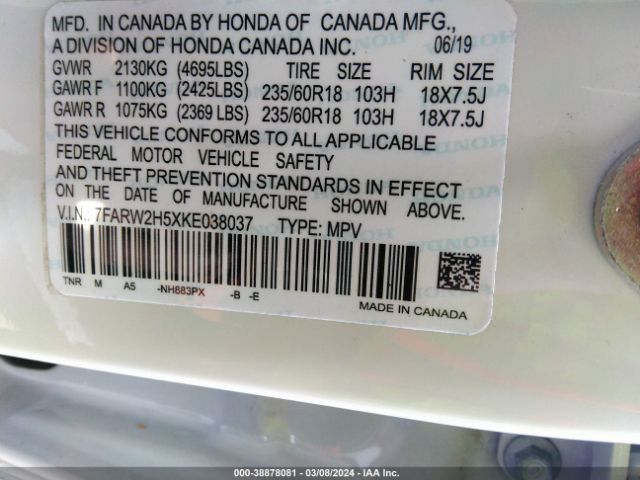 MFD. IN CANADA BY HONDA OF CANADA MFG.,
A DIVISION OF HONDA CANADA INC. 06/19
GVWR 2130KG (4695LBS) TIRE SIZE RIM SIZE
GAWR F 1100KG (2425LBS) 235/60R18 103H 18X7.5J
GAWR R 1075KG (2369 LBS) 235/60R18 103H 18X7.5J
THIS VEHICLE CONFORMS TO ALL APPLICABLE
FEDERAL MOTOR VEHICLE SAFETY
AND THEFT PREVENTION STANDARDS IN EFFECT
ON THE DATE OF MANUFACTURE SHOWN ABOVE.
V.I.N.: 7FARW2H5XKE038037 TYPE: MPV
TNR M A5 -NH883PX -B -E
MADE IN CANADA
000-38878081 | 03/08/2024 - IAA Inc.